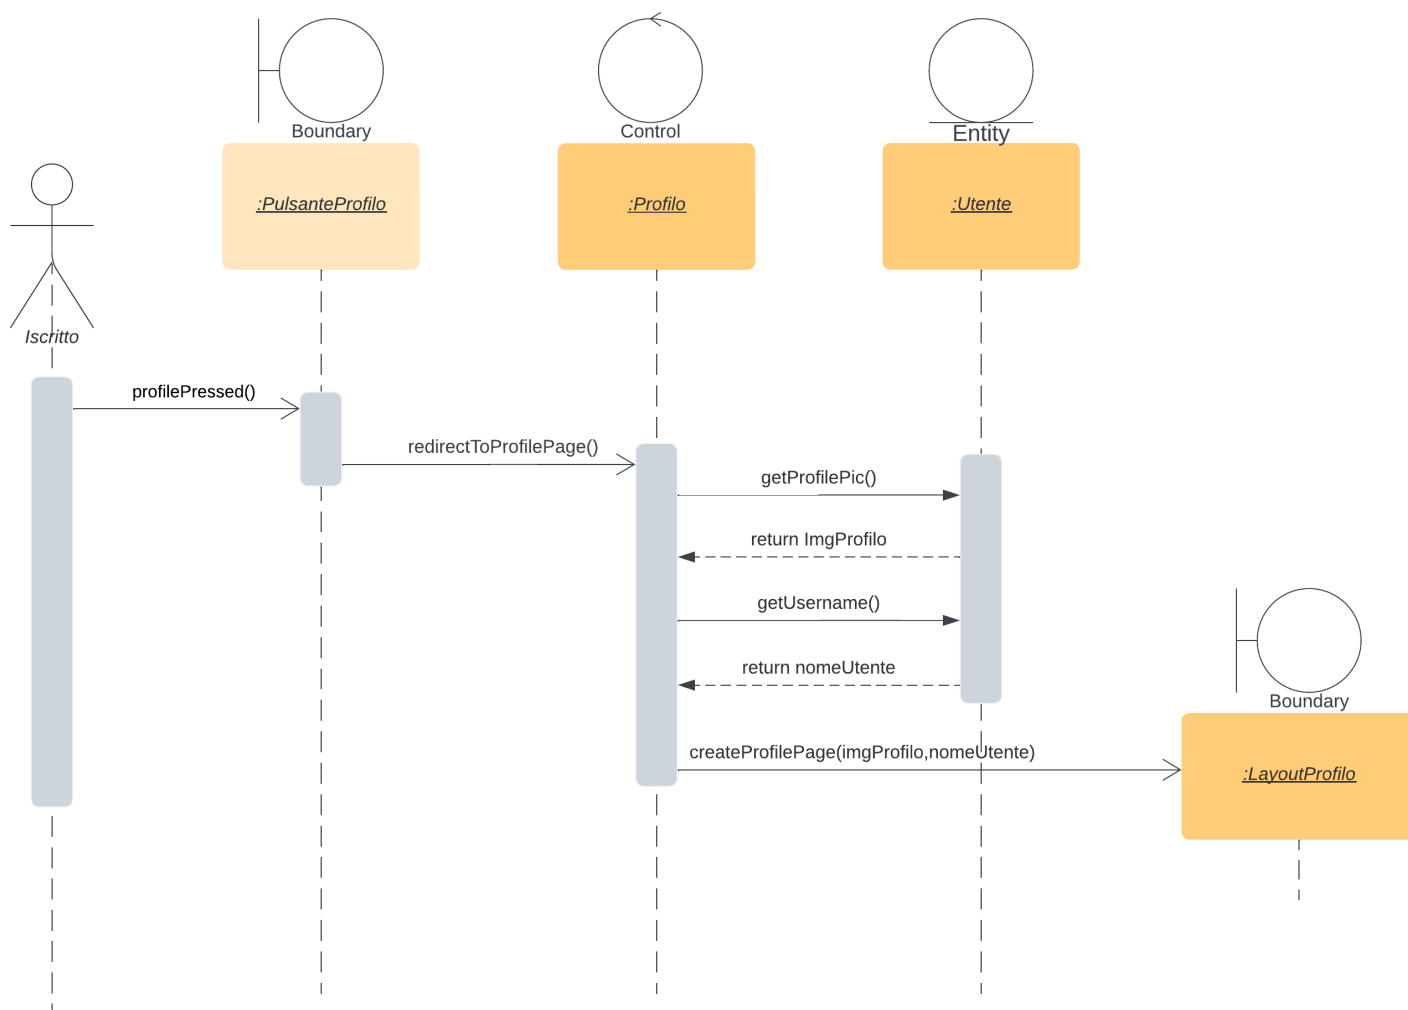 Boundary
Control
Entity
:PulsanteProfilo
:Profilo
:Utente
Iscritto
profilePressed()
redirectToProfilePage()
getProfilePic()
return ImgProfilo
getUsername()
return nomeUtente
Boundary
createProfilePage(imgProfilo,nomeUtente)
:LayoutProfilo